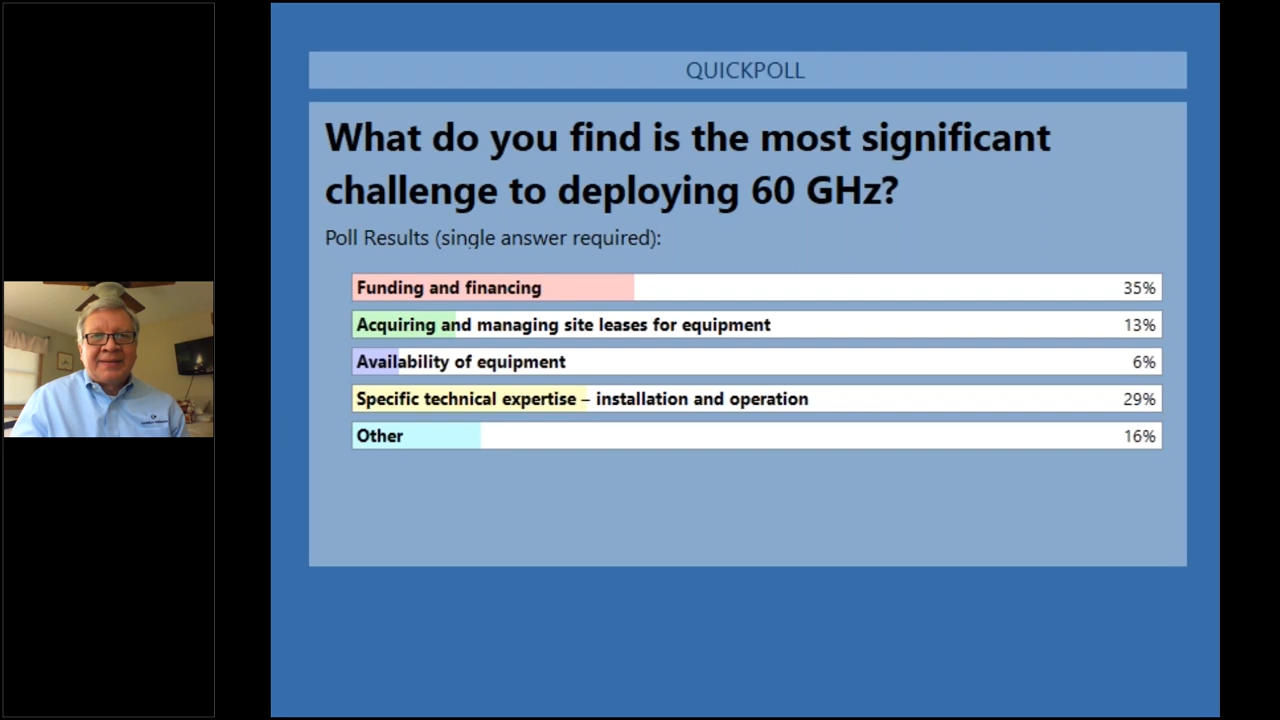 QUICKPOLL
What do you find is the most significant
challenge to deploying 60 GHz?
Poll Results (single answer required):
Funding and financing 35%
Acquiring and managing site leases for equipment 13%
Availability of equipment 6%
Specific technical expertise – installation and operation 29%
Other 16%